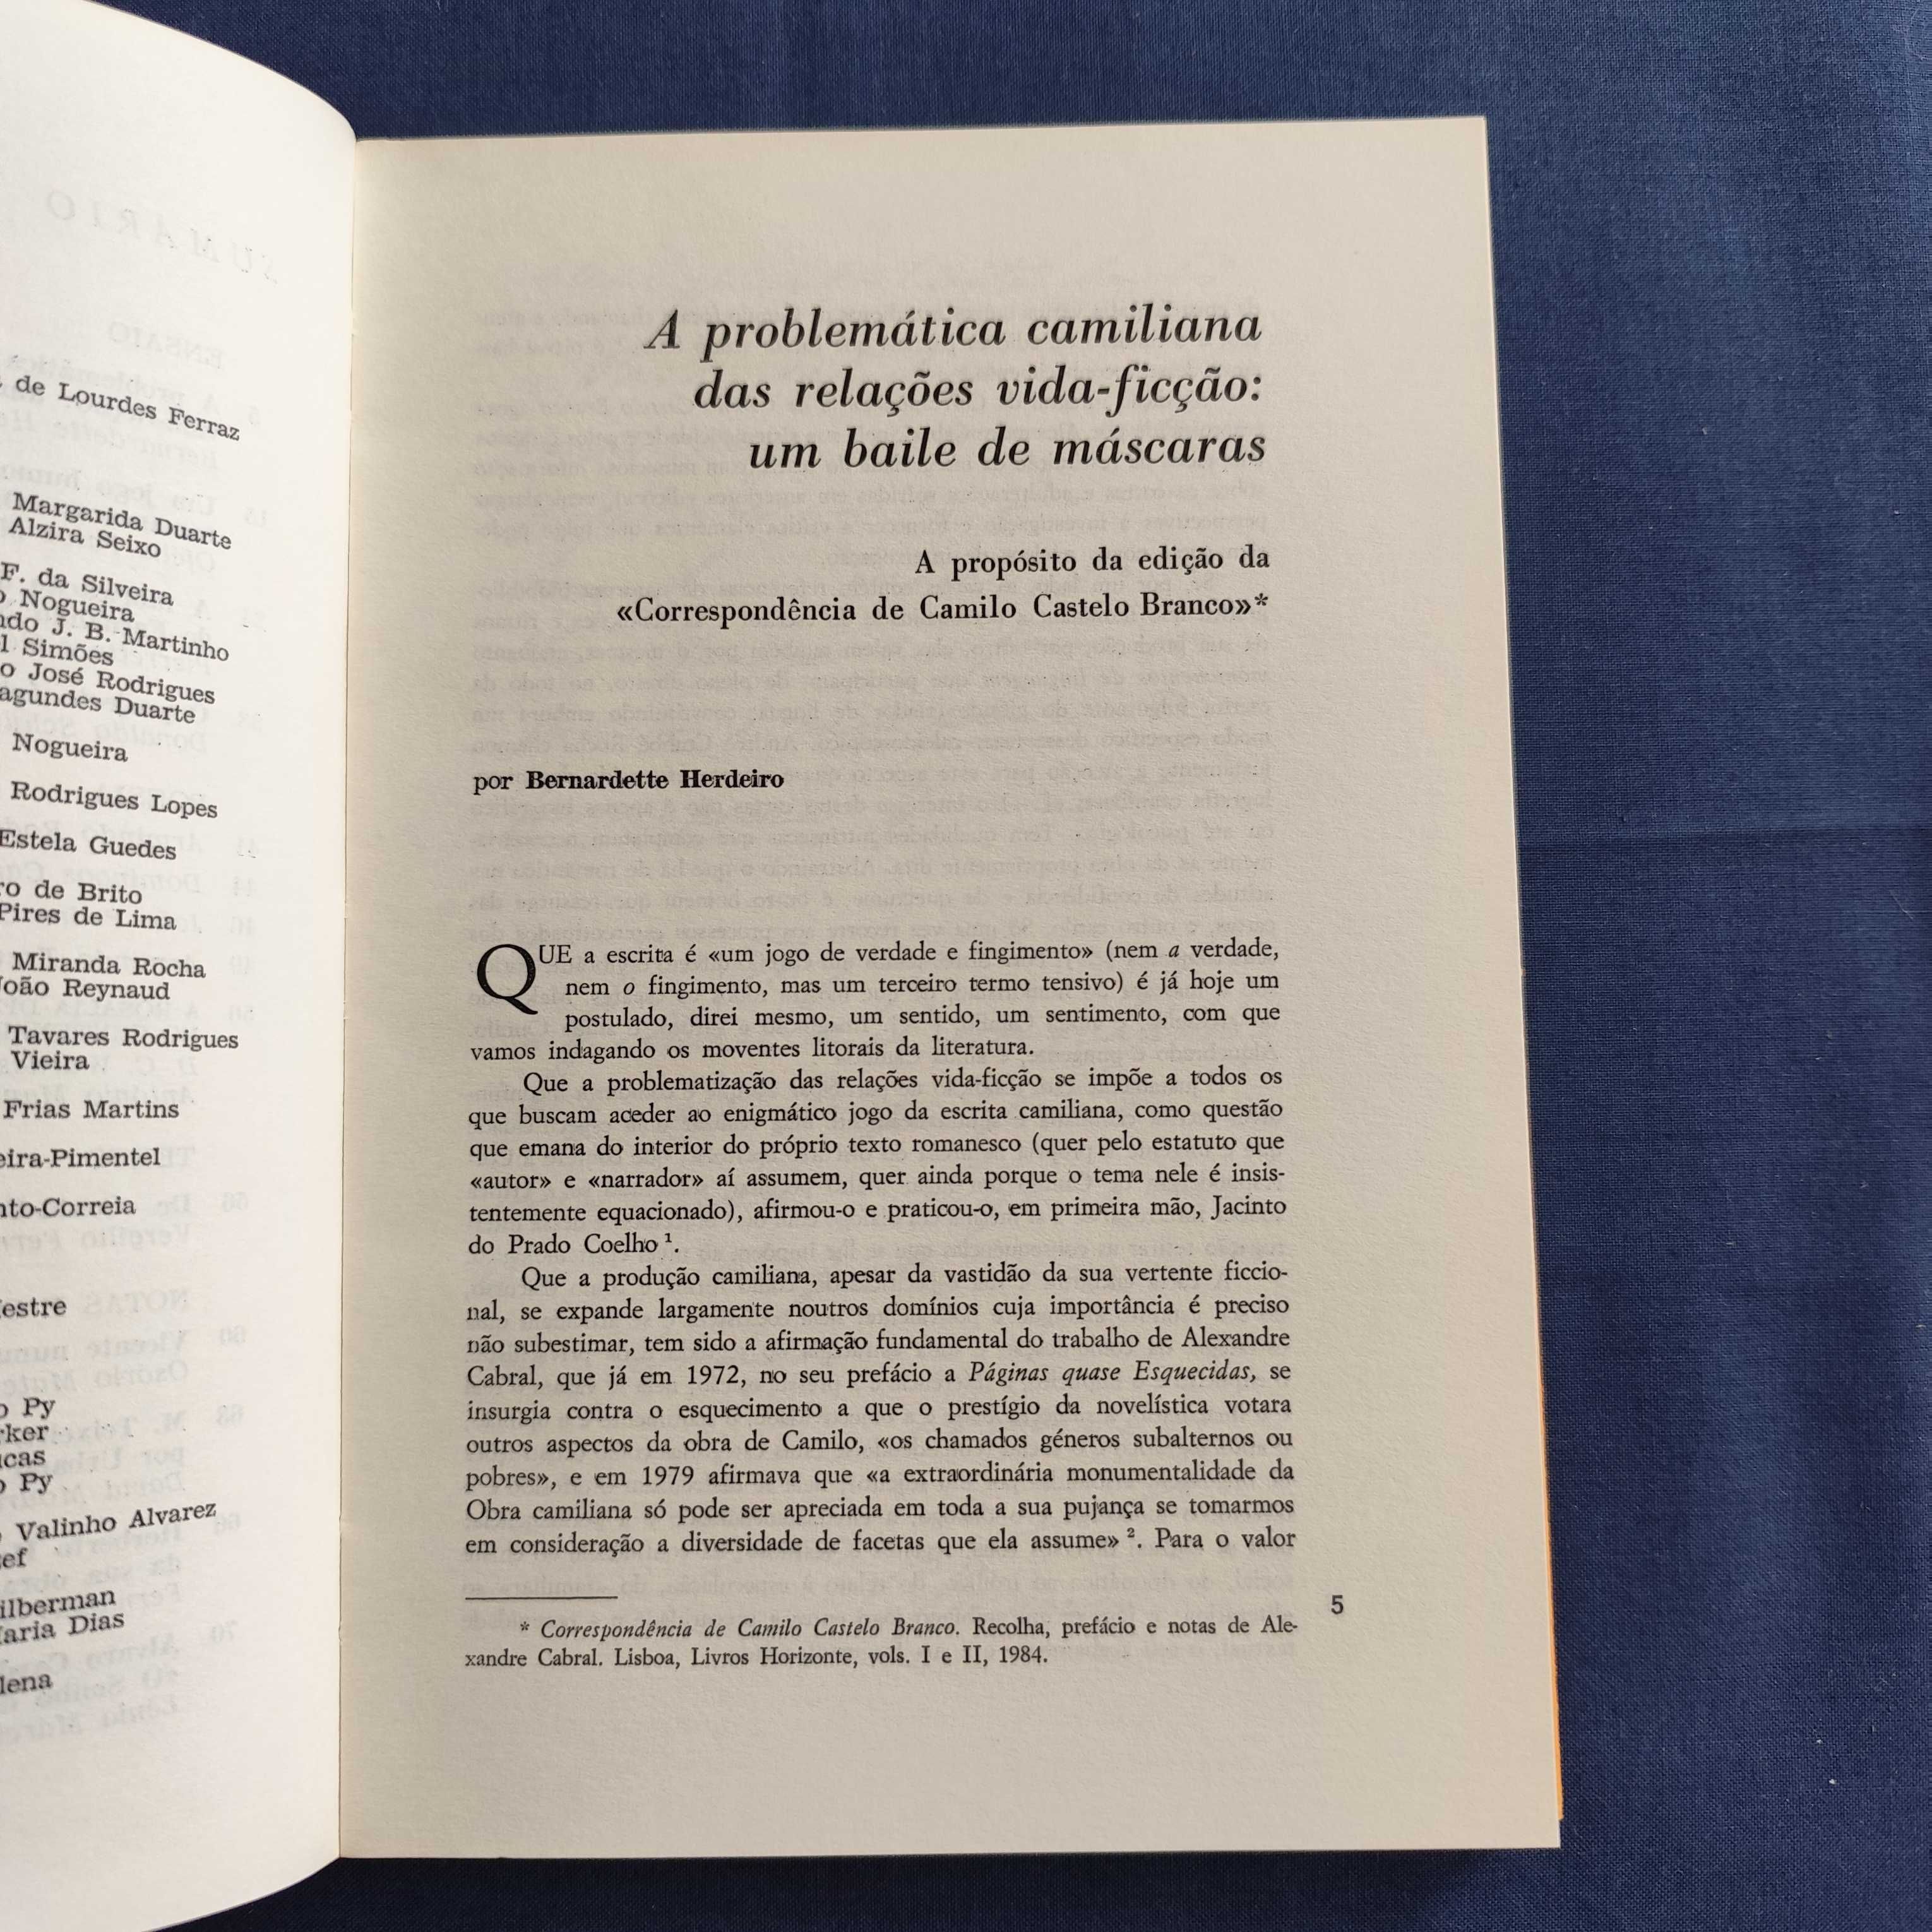 de Lourdes Ferraz
Margarida Duarte
Alzira Seixo
F. da Silveira
Nogueira
J. B. Martinho
Simões
José Rodrigues
Duarte
Nogueira
Rodrigues Lopes
Estela Guedes
de Brito
Pires de Lima
Miranda Rocha
João Reynaud
Tavares Rodrigues
Vieira
Frias Martins
Py
Py
Valinho Alvarez
Dias
A problemática camiliana
das relações vida-ficção:
um baile de máscaras
A propósito da edição da
«Correspondência de Camilo Castelo Branco»*
por Bernardette Herdeiro
QUE a escrita é «um jogo de verdade e fingimento» (nem a verdade,
nem o fingimento, mas um terceiro termo tensivo) é já hoje um
postulado, direi mesmo, um sentido, um sentimento, com que
vamos indagando os moventes litorais da literatura.
Que a problematização das relações vida-ficção se impõe a todos os
que buscam aceder ao enigmático jogo da escrita camiliana, como questão
que emana do interior do próprio texto romanesco (quer pelo estatuto que
«autor» e «narrador» aí assumem, quer ainda porque o tema nele é insis-
tentemente equacionado), afirmou-o e praticou-o, em primeira mão, Jacinto
do Prado Coelho ¹.
Que a produção camiliana, apesar da vastidão da sua vertente ficcio-
nal, se expande largamente noutros domínios cuja importância é preciso
não subestimar, tem sido a afirmação fundamental do trabalho de Alexandre
Cabral, que já em 1972, no seu prefácio a Páginas quase Esquecidas, se
insurgia contra o esquecimento a que o prestígio da novelística votara
outros aspectos da obra de Camilo, «os chamados géneros subalternos ou
pobres», e em 1979 afirmava que «a extraordinária monumentalidade da
Obra camiliana só pode ser apreciada em toda a sua pujança se tomarmos
em consideração a diversidade de facetas que ela assume» ². Para o valor
5
* Correspondência de Camilo Castelo Branco. Recolha, prefácio e notas de Ale-
xandre Cabral. Lisboa, Livros Horizonte, vols. I e II, 1984.